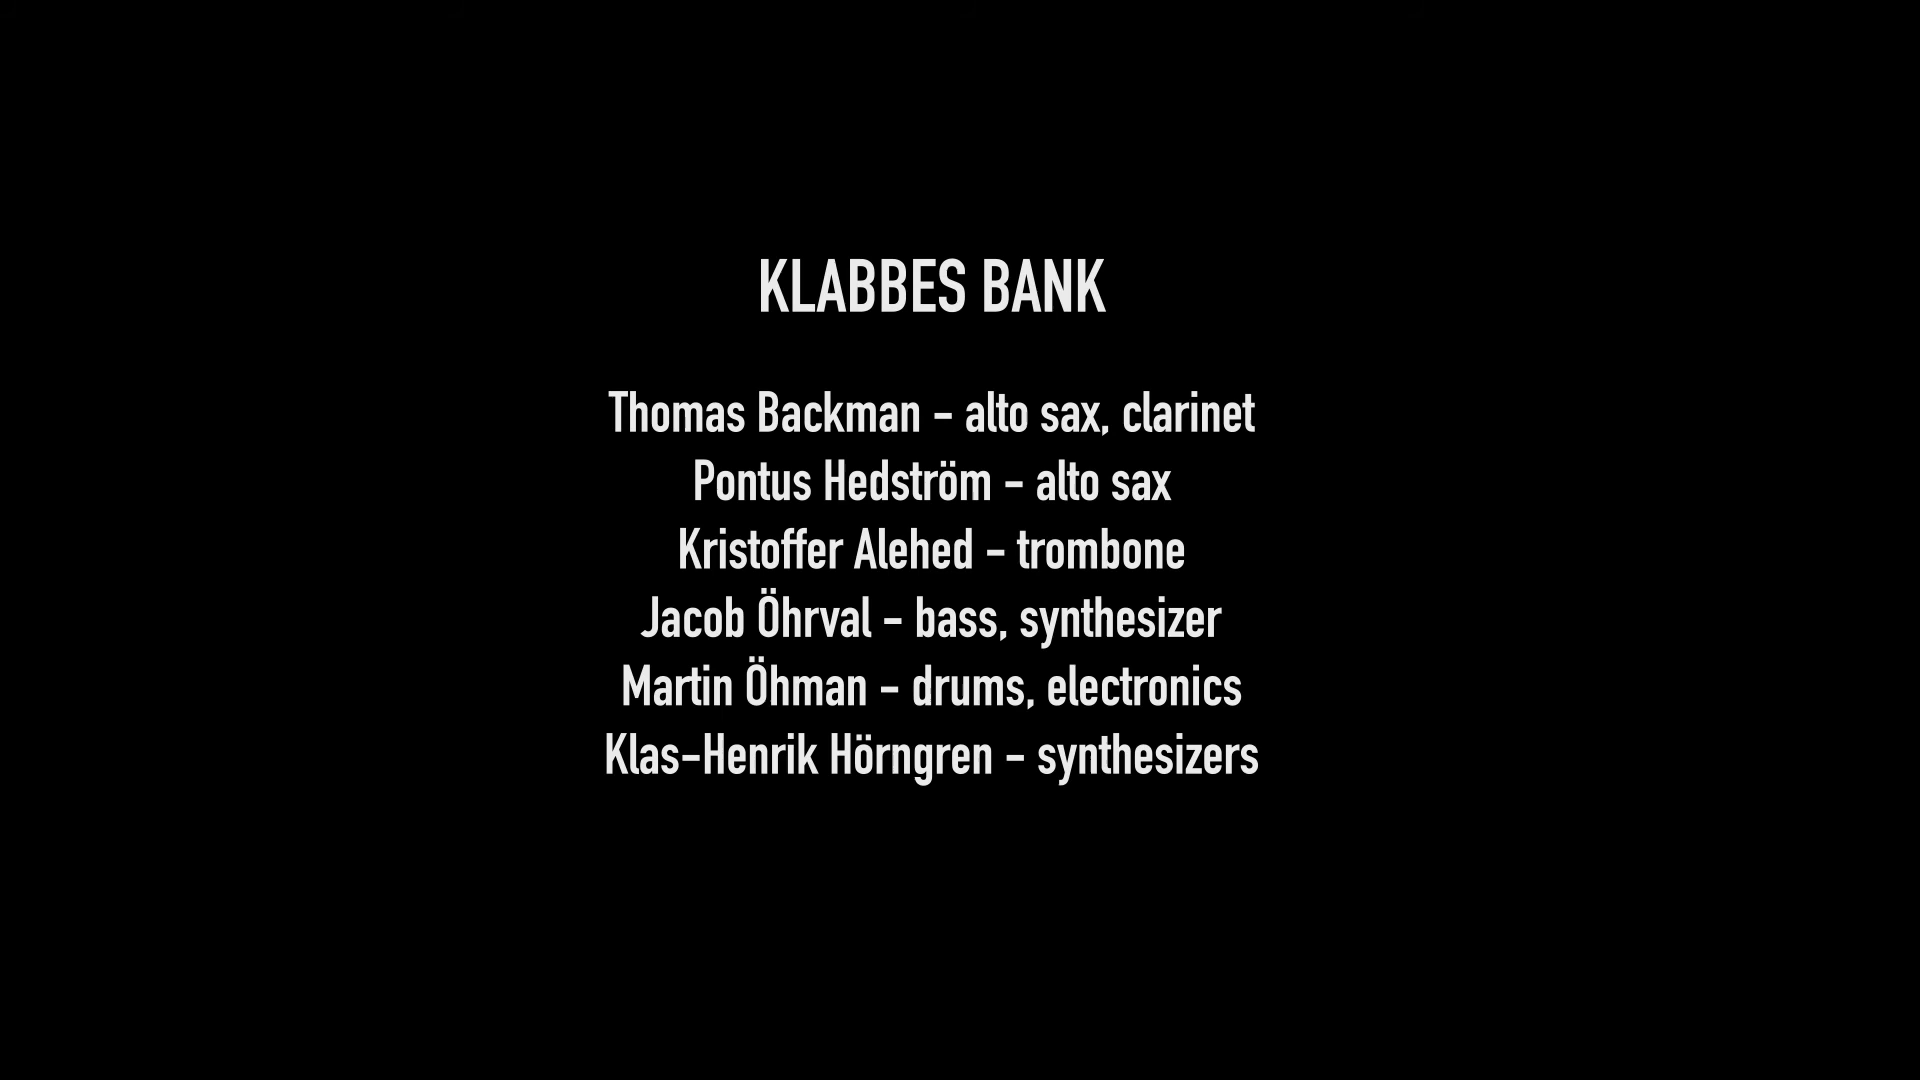 KLABBES BANK
Thomas Backman - alto sax, clarinet
Pontus Hedström - alto sax
Kristoffer Alehed - trombone
Jacob Öhrval - bass, synthesizer
Martin Öhman - drums, electronics
Klas-Henrik Hörngren - synthesizers